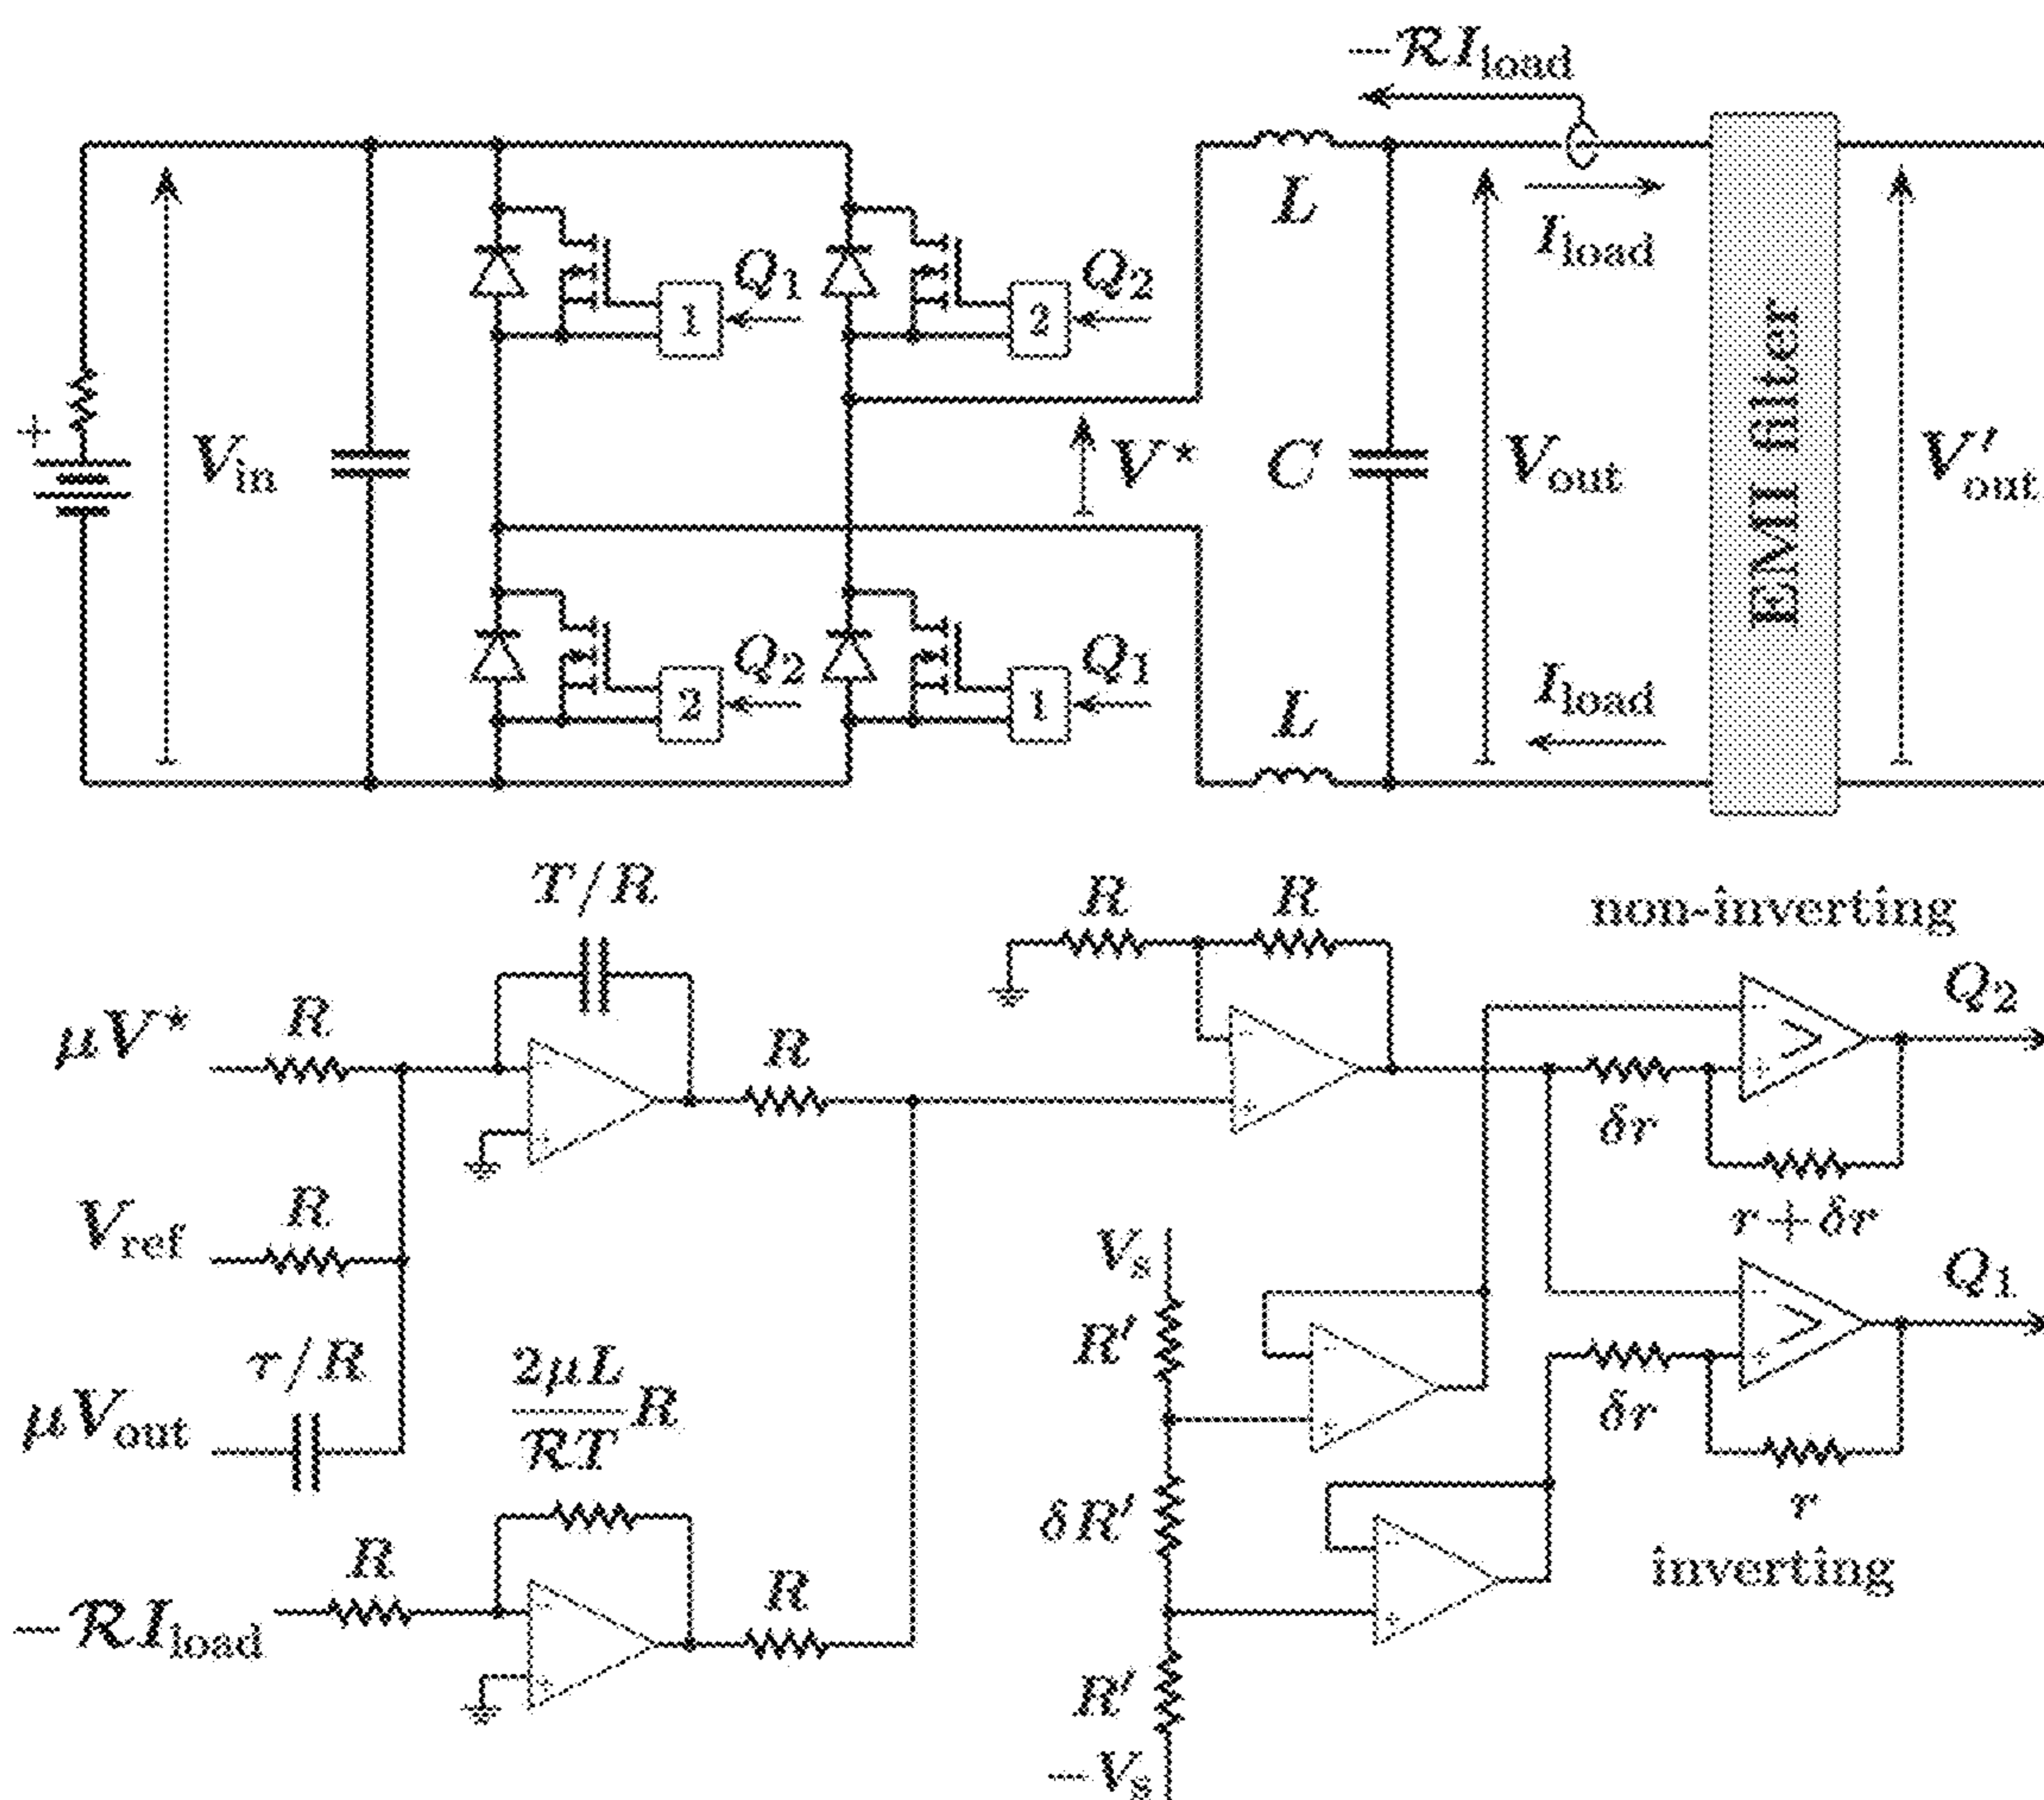 −ℛI_load
L
I_load
Q₁
Q₂
1
2
+
V_in
V*
C
V_out
EMI filter
V′_out
Q₂
Q₁
2
1
L
I_load
T/R
R
R
non-inverting
μV*
R
R
Q₂
δr
V_ref
R
r+δr
V_s
Q₁
R′
τ/R
2μL/ℛT R
μV_out
δr
δR′
r
R
R
inverting
−ℛI_load
R′
−V_s